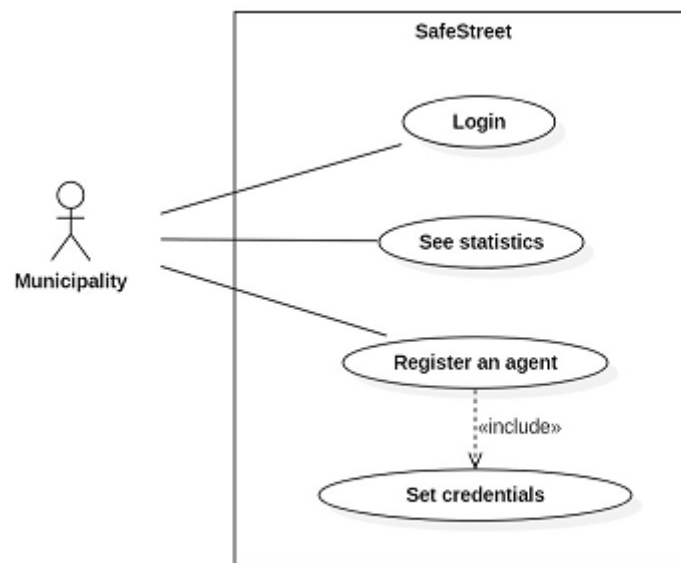 SafeStreet
Login
See statistics
Municipality
Register an agent
«include»
Set credentials